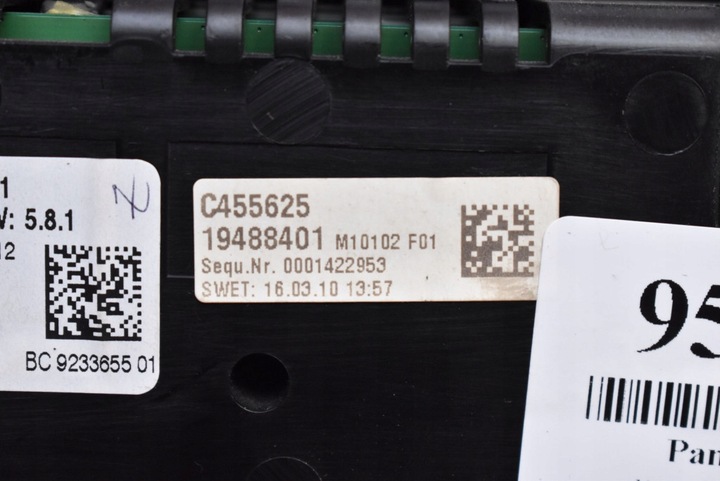 1
V: 5.8.1
12
BC 9233655 01
C455625
19488401 M10102 F01
Sequ.Nr. 0001422953
SWET: 16.03.10 13:57
95
Pan